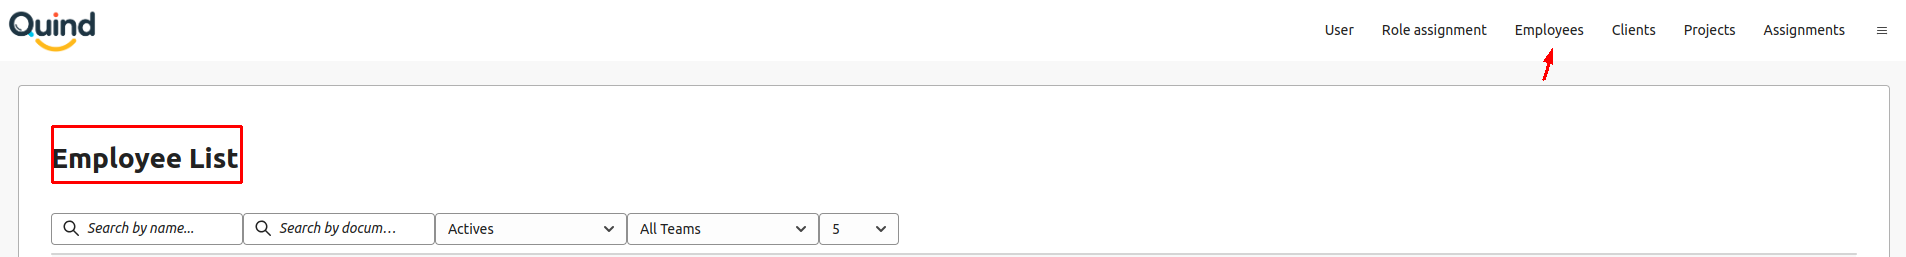 Quind
User Role assignment Employees Clients Projects Assignments
Employee List
Search by name... Search by docum... Actives All Teams 5